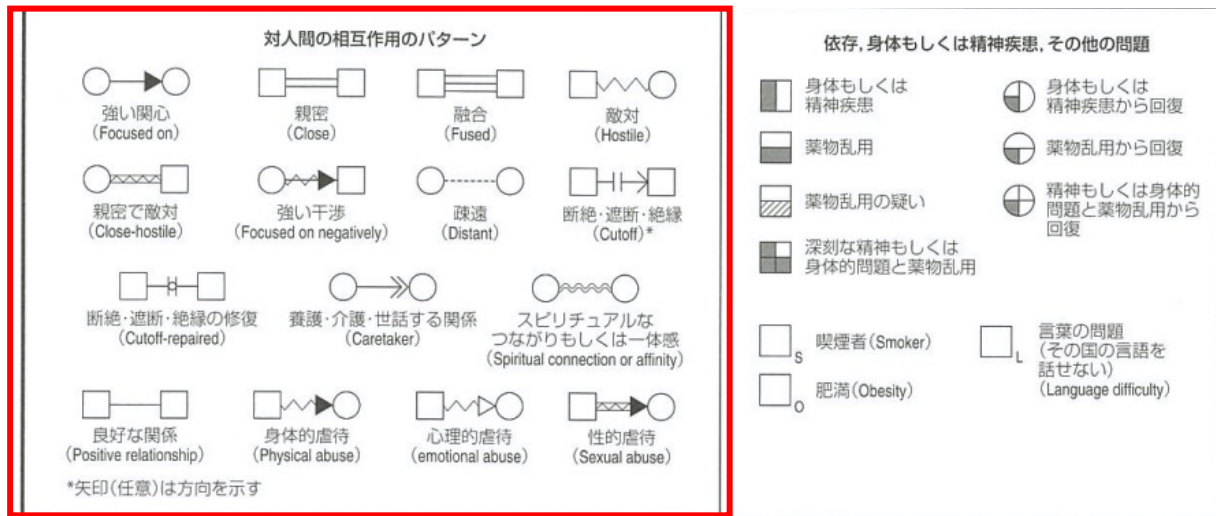 対人間の相互作用のパターン
強い関心
(Focused on)
親密
(Close)
融合
(Fused)
敵対
(Hostile)
親密で敵対
(Close-hostile)
強い干渉
(Focused on negatively)
疎遠
(Distant)
断絶・遮断・絶縁
(Cutoff)*
断絶・遮断・絶縁の修復
(Cutoff-repaired)
養護・介護・世話する関係
(Caretaker)
スピリチュアルな
つながりもしくは一体感
(Spiritual connection or affinity)
良好な関係
(Positive relationship)
身体的虐待
(Physical abuse)
心理的虐待
(emotional abuse)
性的虐待
(Sexual abuse)
*矢印(任意)は方向を示す
依存,身体もしくは精神疾患,その他の問題
身体もしくは
精神疾患
薬物乱用
薬物乱用の疑い
深刻な精神もしくは
身体的問題と薬物乱用
身体もしくは
精神疾患から回復
薬物乱用から回復
精神もしくは身体的
問題と薬物乱用から
回復
S 喫煙者(Smoker)
O 肥満(Obesity)
L 言葉の問題
(その国の言語を
話せない)
(Language difficulty)